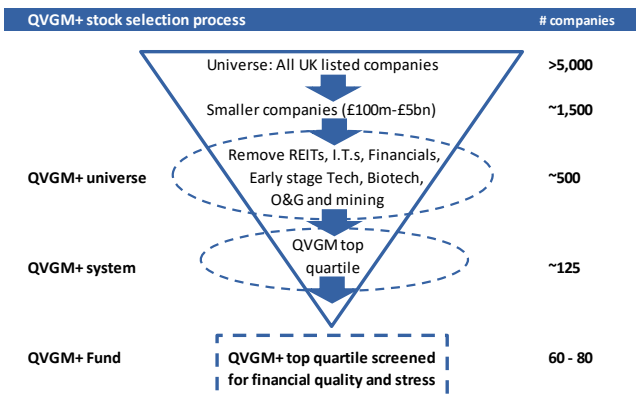 QVGM+ stock selection process # companies
Universe: All UK listed companies >5,000
Smaller companies (£100m-£5bn) ~1,500
Remove REITs, I.T.s, Financials,
QVGM+ universe Early stage Tech, Biotech, ~500
O&G and mining
QVGM top
QVGM+ system quartile ~125
QVGM+ Fund QVGM+ top quartile screened 60 - 80
for financial quality and stress